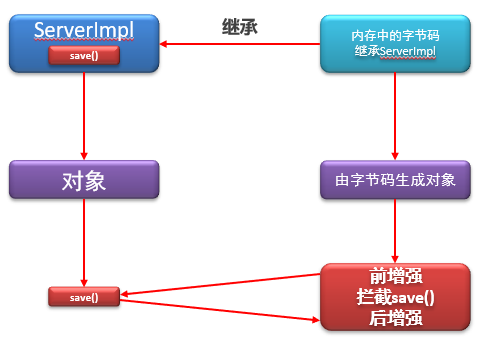 ServerImpl
save()
继承
内存中的字节码
继承ServerImpl
对象
由字节码生成对象
save()
前增强
拦截save()
后增强